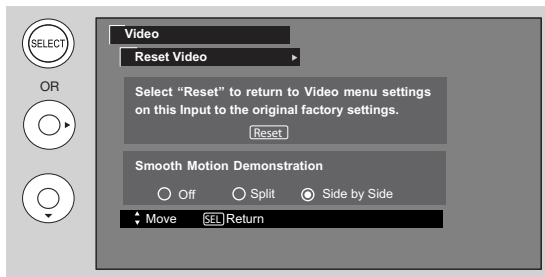 SELECT
OR
Video
Reset Video
Select “Reset” to return to Video menu settings
on this Input to the original factory settings.
Reset
Smooth Motion Demonstration
Off Split Side by Side
Move SEL Return